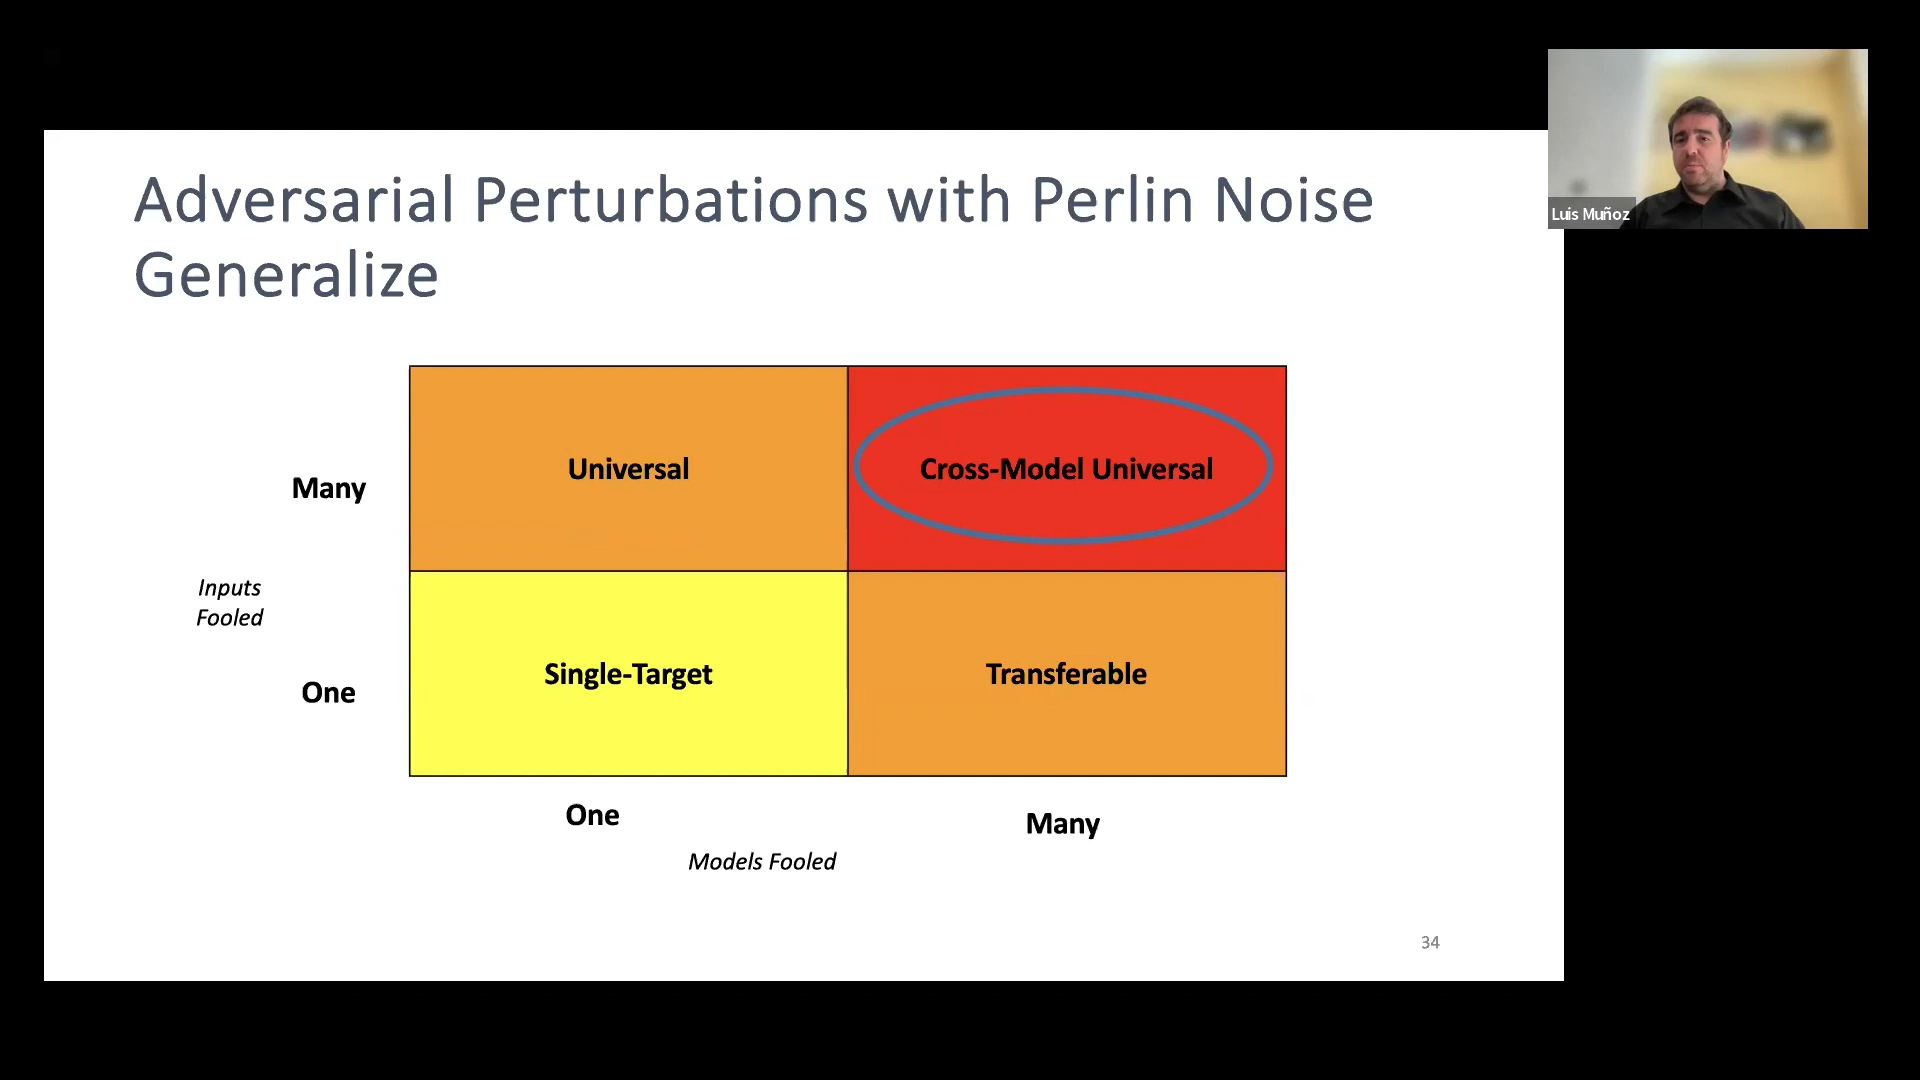 Luis Muñoz
Adversarial Perturbations with Perlin Noise
Generalize
Many
Universal
Cross-Model Universal
Inputs
Fooled
One
Single-Target
Transferable
One
Many
Models Fooled
34